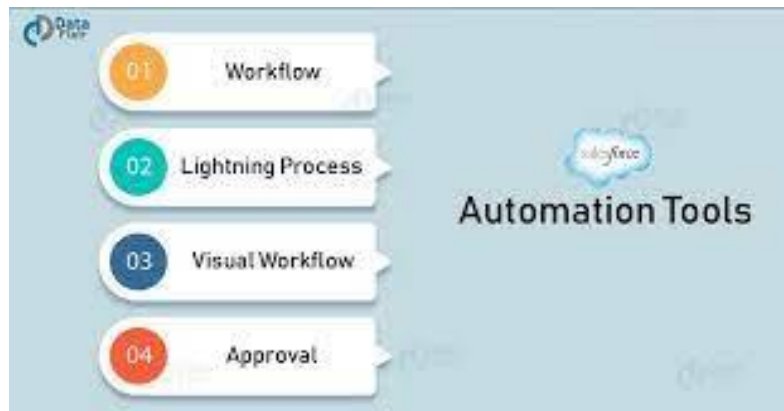 Data
Flair
01
Workflow
02
Lightning Process
03
Visual Workflow
04
Approval
salesforce
Automation Tools